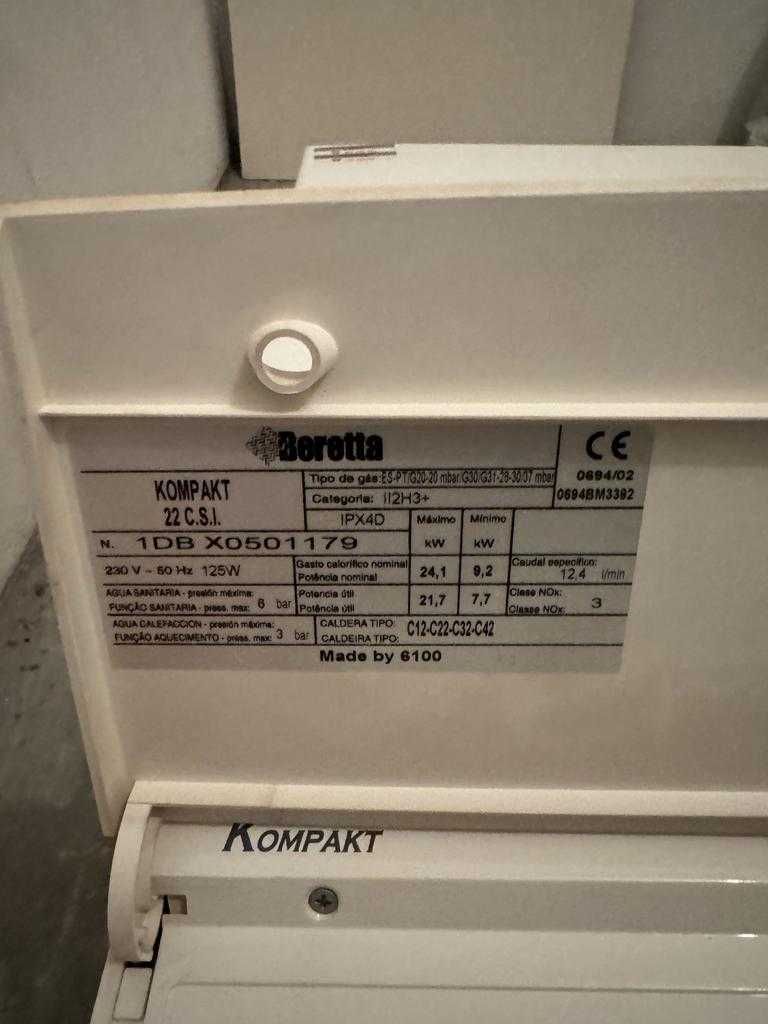 Beretta
CE
0694/02
0694BM3392
KOMPAKT
22 C.S.I.
Tipo de gás: ES-PT/G20-20 mbar/G30/G31-28-30/37 mbar
Categoria: II2H3+
IPX4D
Máximo
kW
Mínimo
kW
N. 1DB X0501179
230 V ~ 50 Hz 125W
Gasto calorífico nominal
Potência nominal
24,1
9,2
Caudal específico:
12,4 l/min
AGUA SANITARIA - presión máxima:
FUNÇÃO SANITARIA - press. max: 6 bar
Potencia útil
Potência útil
21,7
7,7
Clase NOx:
Classe NOx: 3
AGUA CALEFACCION - presión máxima:
FUNÇÃO AQUECIMENTO - press. max: 3 bar
CALDERA TIPO:
CALDEIRA TIPO: C12-C22-C32-C42
Made by 6100
KOMPAKT